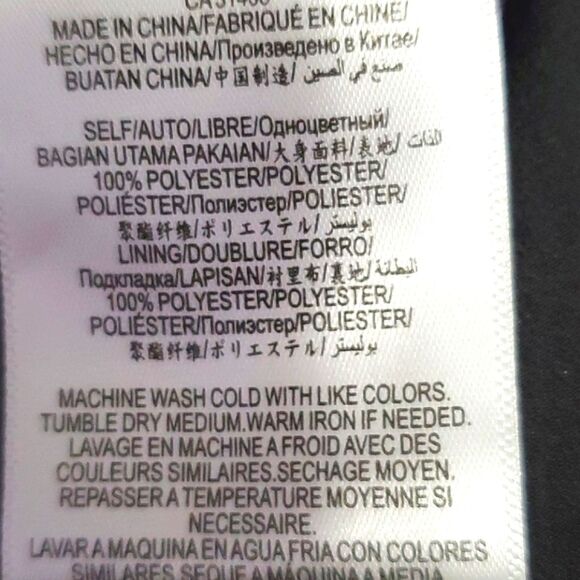 MADE IN CHINA/FABRIQUÉ EN CHINE/
HECHO EN CHINA/Произведено в Китае/
BUATAN CHINA/中国制造/ صنع في الصين/
SELF/AUTO/LIBRE/Одноцветный/
BAGIAN UTAMA PAKAIAN/大身面料/表地/ الذات/
100% POLYESTER/POLYESTER/
POLIÉSTER/Полиэстер/POLIESTER/
聚酯纤维/ポリエステル/ بوليستر/
LINING/DOUBLURE/FORRO/
Подкладка/LAPISAN/衬里布/裏地/ البطانة/
100% POLYESTER/POLYESTER/
POLIÉSTER/Полиэстер/POLIESTER/
聚酯纤维/ポリエステル/ بوليستر/
MACHINE WASH COLD WITH LIKE COLORS.
TUMBLE DRY MEDIUM.WARM IRON IF NEEDED.
LAVAGE EN MACHINE A FROID AVEC DES
COULEURS SIMILAIRES.SECHAGE MOYEN.
REPASSER A TEMPERATURE MOYENNE SI
NECESSAIRE.
LAVAR A MAQUINA EN AGUA FRIA CON COLORES
SIMILARES SEQUE A MÁQUINA A MEDIA